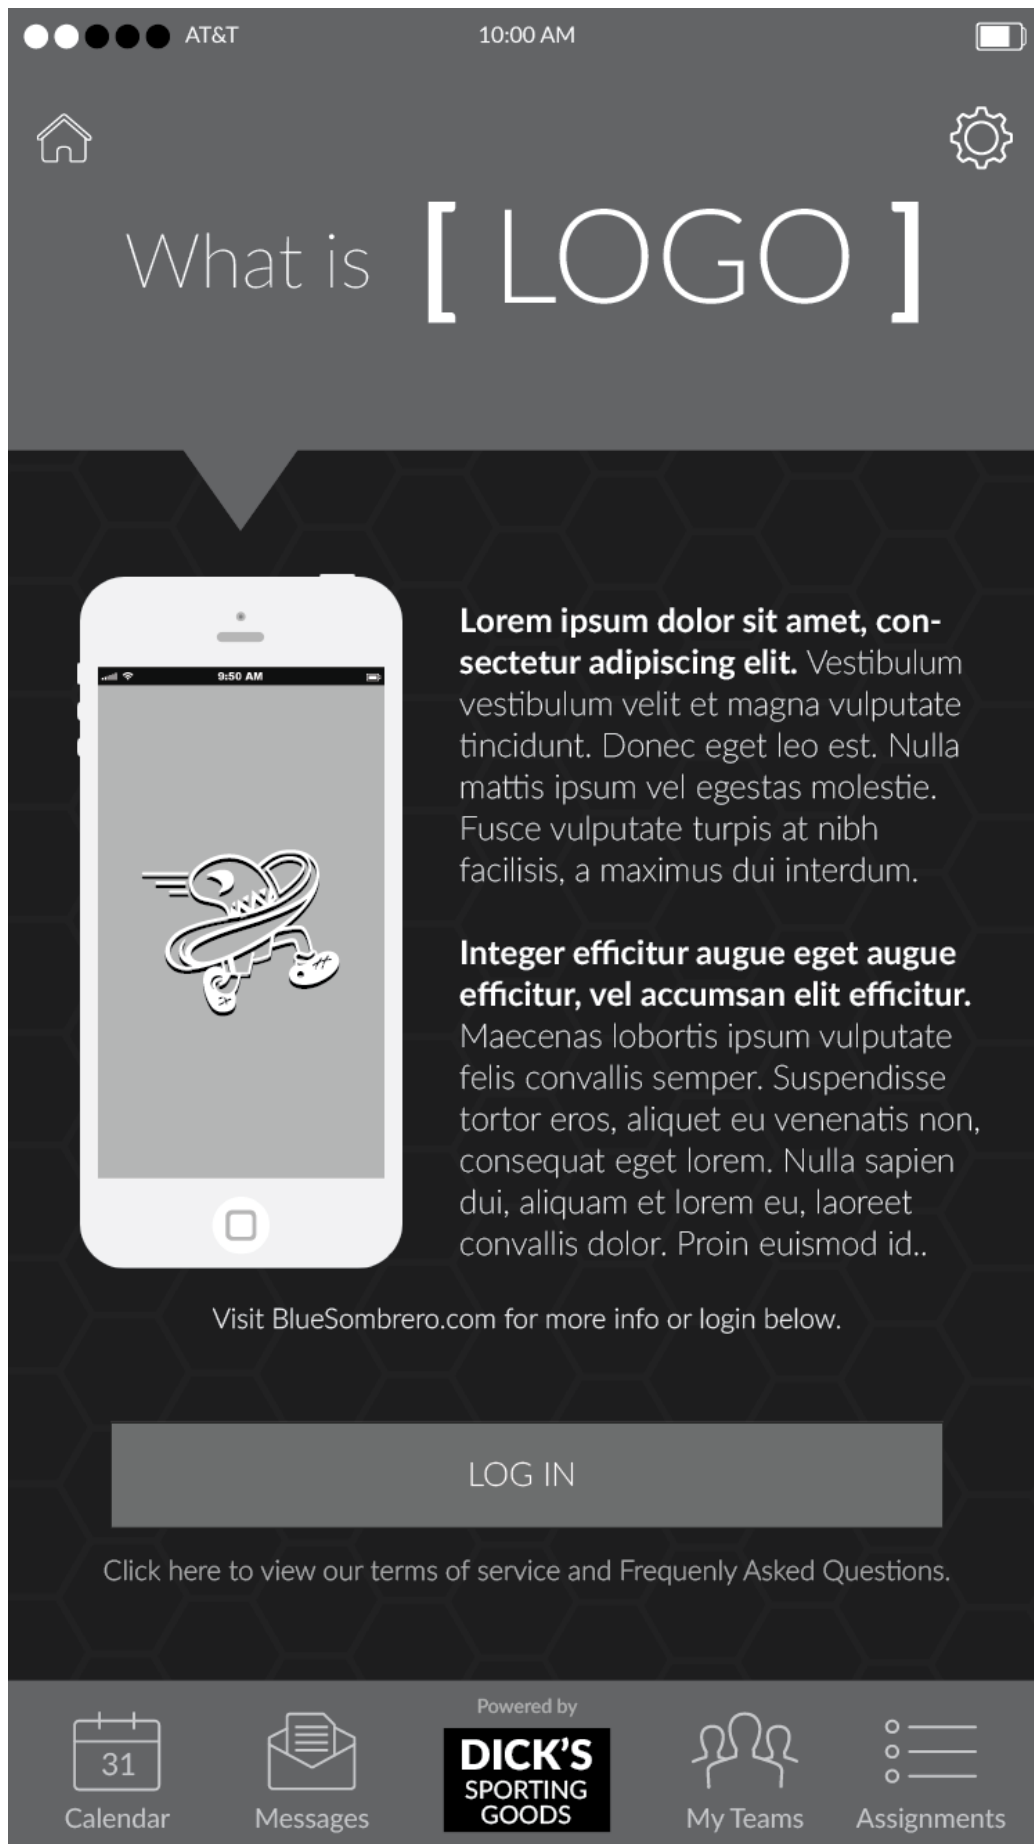 AT&T
10:00 AM
What is [ LOGO ]
9:50 AM
Lorem ipsum dolor sit amet, con-
sectetur adipiscing elit. Vestibulum
vestibulum velit et magna vulputate
tincidunt. Donec eget leo est. Nulla
mattis ipsum vel egestas molestie.
Fusce vulputate turpis at nibh
facilisis, a maximus dui interdum.
Integer efficitur augue eget augue
efficitur, vel accumsan elit efficitur.
Maecenas lobortis ipsum vulputate
felis convallis semper. Suspendisse
tortor eros, aliquet eu venenatis non,
consequat eget lorem. Nulla sapien
dui, aliquam et lorem eu, laoreet
convallis dolor. Proin euismod id..
Visit BlueSombrero.com for more info or login below.
LOG IN
Click here to view our terms of service and Frequenly Asked Questions.
31
Calendar
Messages
Powered by
DICK'S
SPORTING
GOODS
My Teams
Assignments